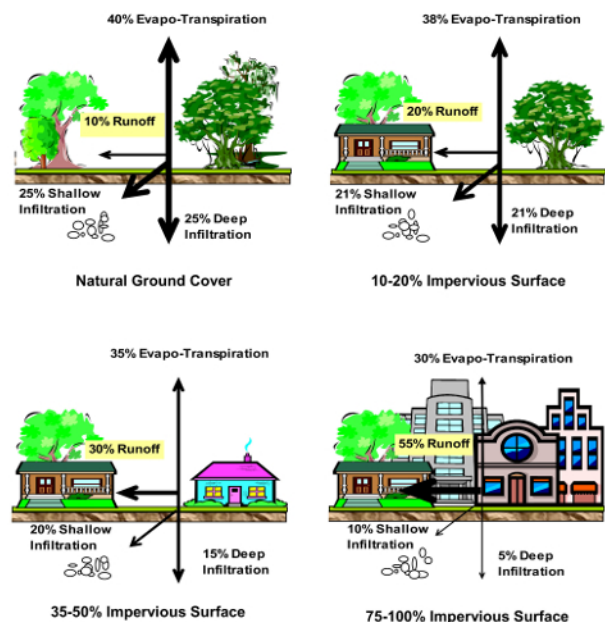 40% Evapo-Transpiration
10% Runoff
25% Shallow
Infiltration
25% Deep
Infiltration
Natural Ground Cover
38% Evapo-Transpiration
20% Runoff
21% Shallow
Infiltration
21% Deep
Infiltration
10-20% Impervious Surface
35% Evapo-Transpiration
30% Runoff
20% Shallow
Infiltration
15% Deep
Infiltration
35-50% Impervious Surface
30% Evapo-Transpiration
55% Runoff
10% Shallow
Infiltration
5% Deep
Infiltration
75-100% Impervious Surface